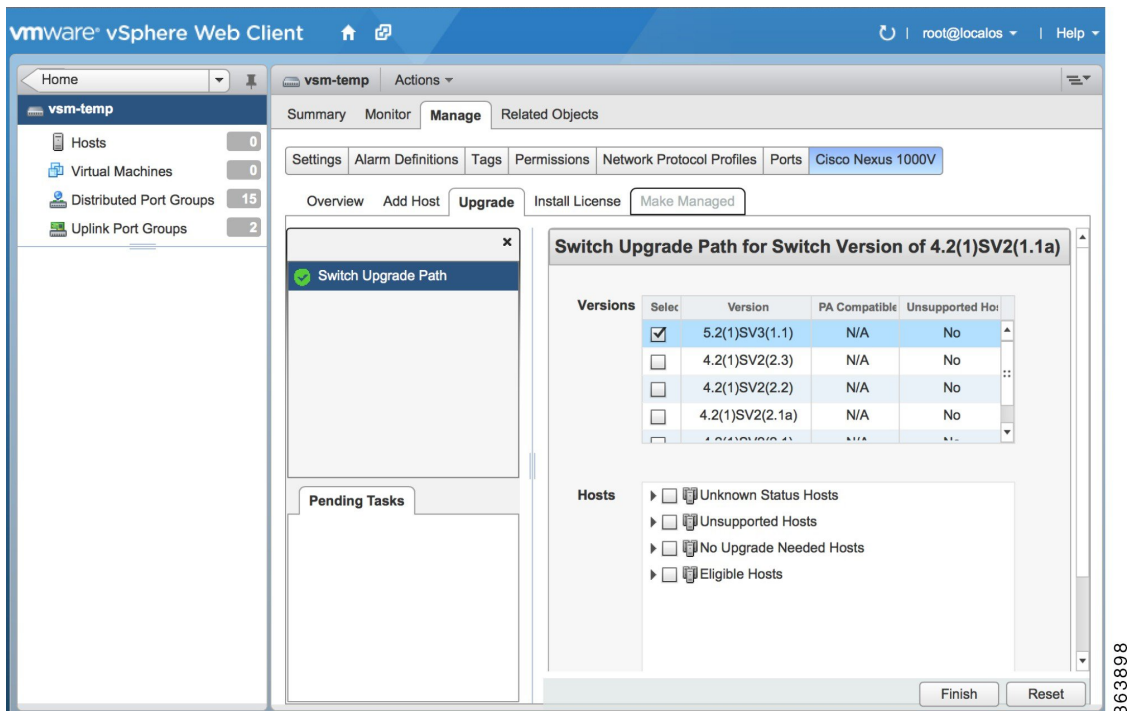 vmware® vSphere Web Client
root@localos
Help
Home
vsm-temp
Hosts 0
Virtual Machines 0
Distributed Port Groups 15
Uplink Port Groups 2
vsm-temp Actions
Summary Monitor Manage Related Objects
Settings Alarm Definitions Tags Permissions Network Protocol Profiles Ports Cisco Nexus 1000V
Overview Add Host Upgrade Install License Make Managed
Switch Upgrade Path
Pending Tasks
Switch Upgrade Path for Switch Version of 4.2(1)SV2(1.1a)
Versions Selec Version PA Compatible Unsupported Hos
5.2(1)SV3(1.1) N/A No
4.2(1)SV2(2.3) N/A No
4.2(1)SV2(2.2) N/A No
4.2(1)SV2(2.1a) N/A No
Hosts
Unknown Status Hosts
Unsupported Hosts
No Upgrade Needed Hosts
Eligible Hosts
Finish Reset
363898